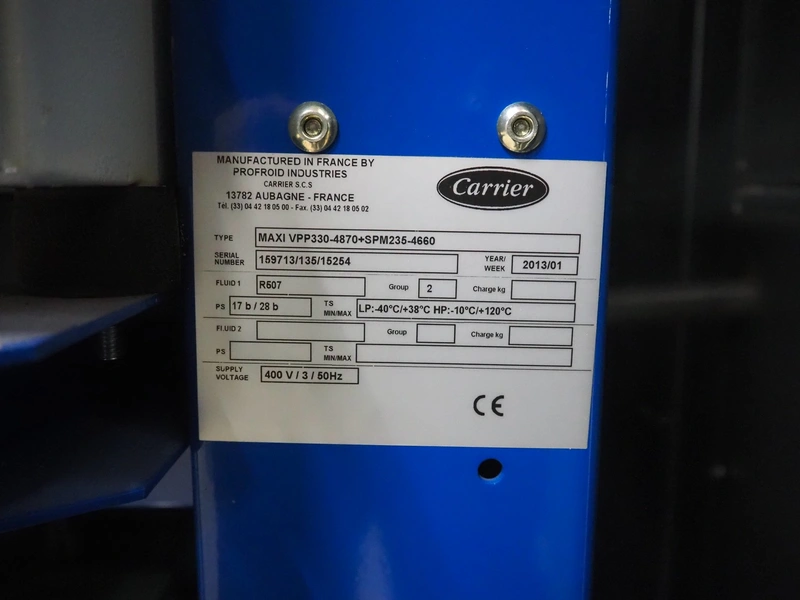 MANUFACTURED IN FRANCE BY
PROFROID INDUSTRIES
CARRIER S.C.S
13782 AUBAGNE - FRANCE
Tél. (33) 04 42 18 05 00 - Fax. (33) 04 42 18 05 02
Carrier
TYPE MAXI VPP330-4870+SPM235-4660
SERIAL NUMBER 159713/135/15254 YEAR/ WEEK 2013/01
FLUID 1 R507 Group 2 Charge kg
PS 17 b / 28 b TS MIN/MAX LP:-40°C/+38°C HP:-10°C/+120°C
FLUID 2 Group Charge kg
PS TS MIN/MAX
SUPPLY VOLTAGE 400 V / 3 / 50Hz
CE